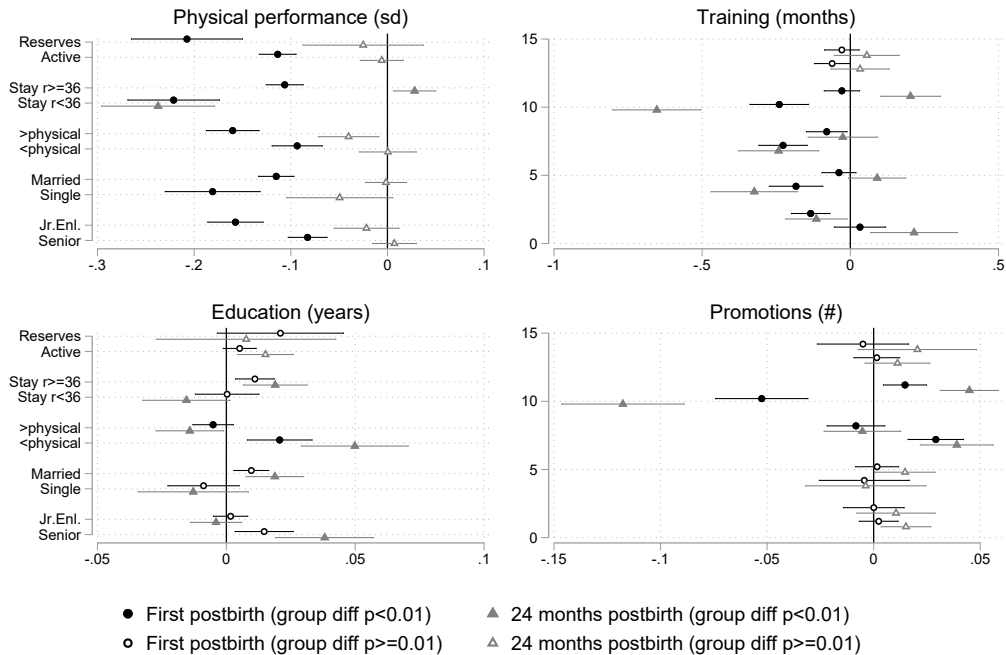 Physical performance (sd)
Reserves
Active
Stay r>=36
Stay r<36
>physical
<physical
Married
Single
Jr.Enl.
Senior
-.3 -.2 -.1 0 .1
Training (months)
15
10
5
0
-1 -.5 0 .5
Education (years)
Reserves
Active
Stay r>=36
Stay r<36
>physical
<physical
Married
Single
Jr.Enl.
Senior
-.05 0 .05 .1
Promotions (#)
15
10
5
0
-.15 -.1 -.05 0 .05
First postbirth (group diff p<0.01)
24 months postbirth (group diff p<0.01)
First postbirth (group diff p>=0.01)
24 months postbirth (group diff p>=0.01)